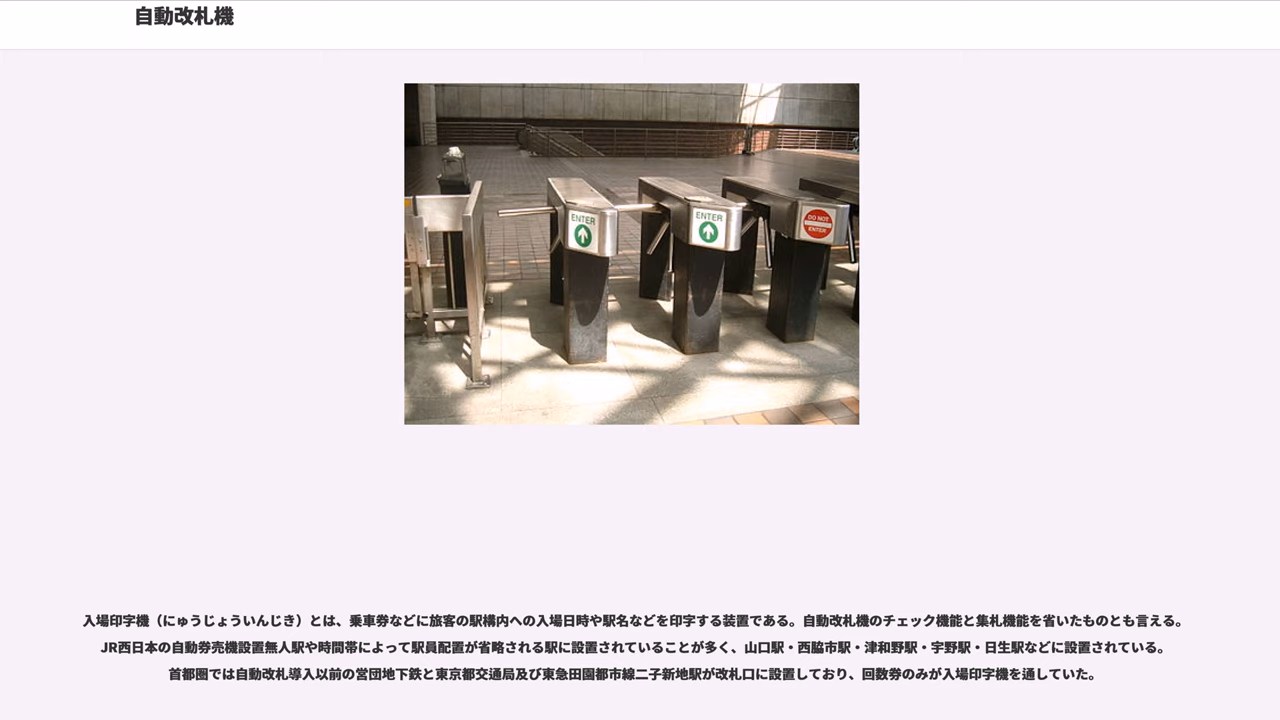 自動改札機
ENTER
ENTER
DO NOT
ENTER
入場印字機（にゅうじょういんじき）とは、乗車券などに旅客の駅構内への入場日時や駅名などを印字する装置である。自動改札機のチェック機能と集札機能を省いたものとも言える。
JR西日本の自動券売機設置無人駅や時間帯によって駅員配置が省略される駅に設置されていることが多く、山口駅・西脇市駅・津和野駅・宇野駅・日生駅などに設置されている。
首都圏では自動改札導入以前の営団地下鉄と東京都交通局及び東急田園都市線二子新地駅が改札口に設置しており、回数券のみが入場印字機を通していた。